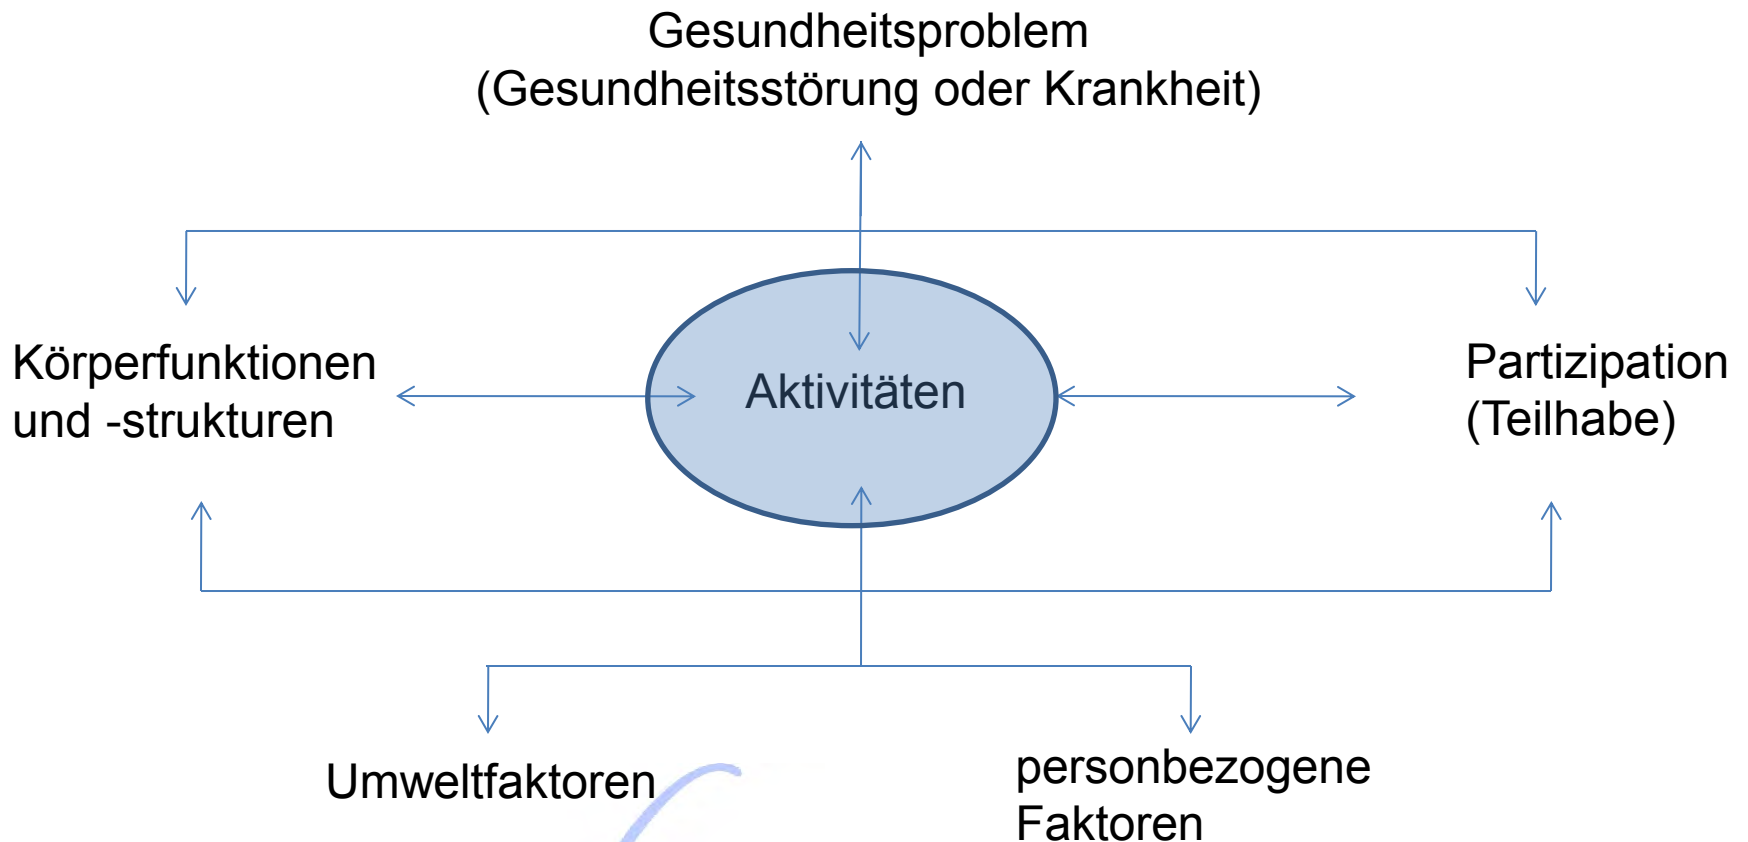 Gesundheitsproblem
(Gesundheitsstörung oder Krankheit)
Körperfunktionen
und -strukturen
Aktivitäten
Partizipation
(Teilhabe)
Umweltfaktoren
personbezogene
Faktoren